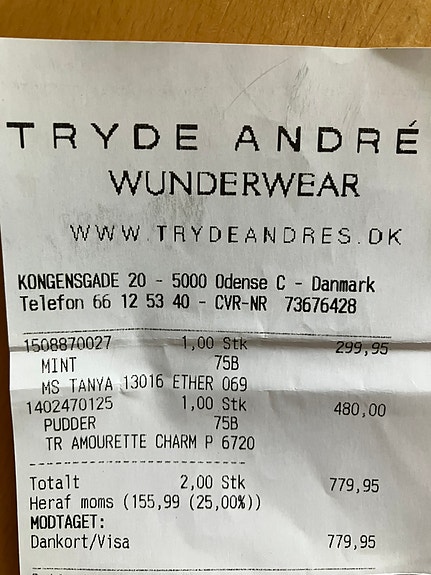 TRYDE ANDRÉ
WUNDERWEAR
WWW.TRYDEANDRES.DK
KONGENSGADE 20 - 5000 Odense C - Danmark
Telefon 66 12 53 40 - CVR-NR 73676428
1508870027 1,00 Stk 299,95
MINT 75B
MS TANYA 13016 ETHER 069
1402470125 1,00 Stk 480,00
PUDDER 75B
TR AMOURETTE CHARM P 6720
Totalt 2,00 Stk 779,95
Heraf moms (155,99 (25,00%))
MODTAGET:
Dankort/Visa 779,95